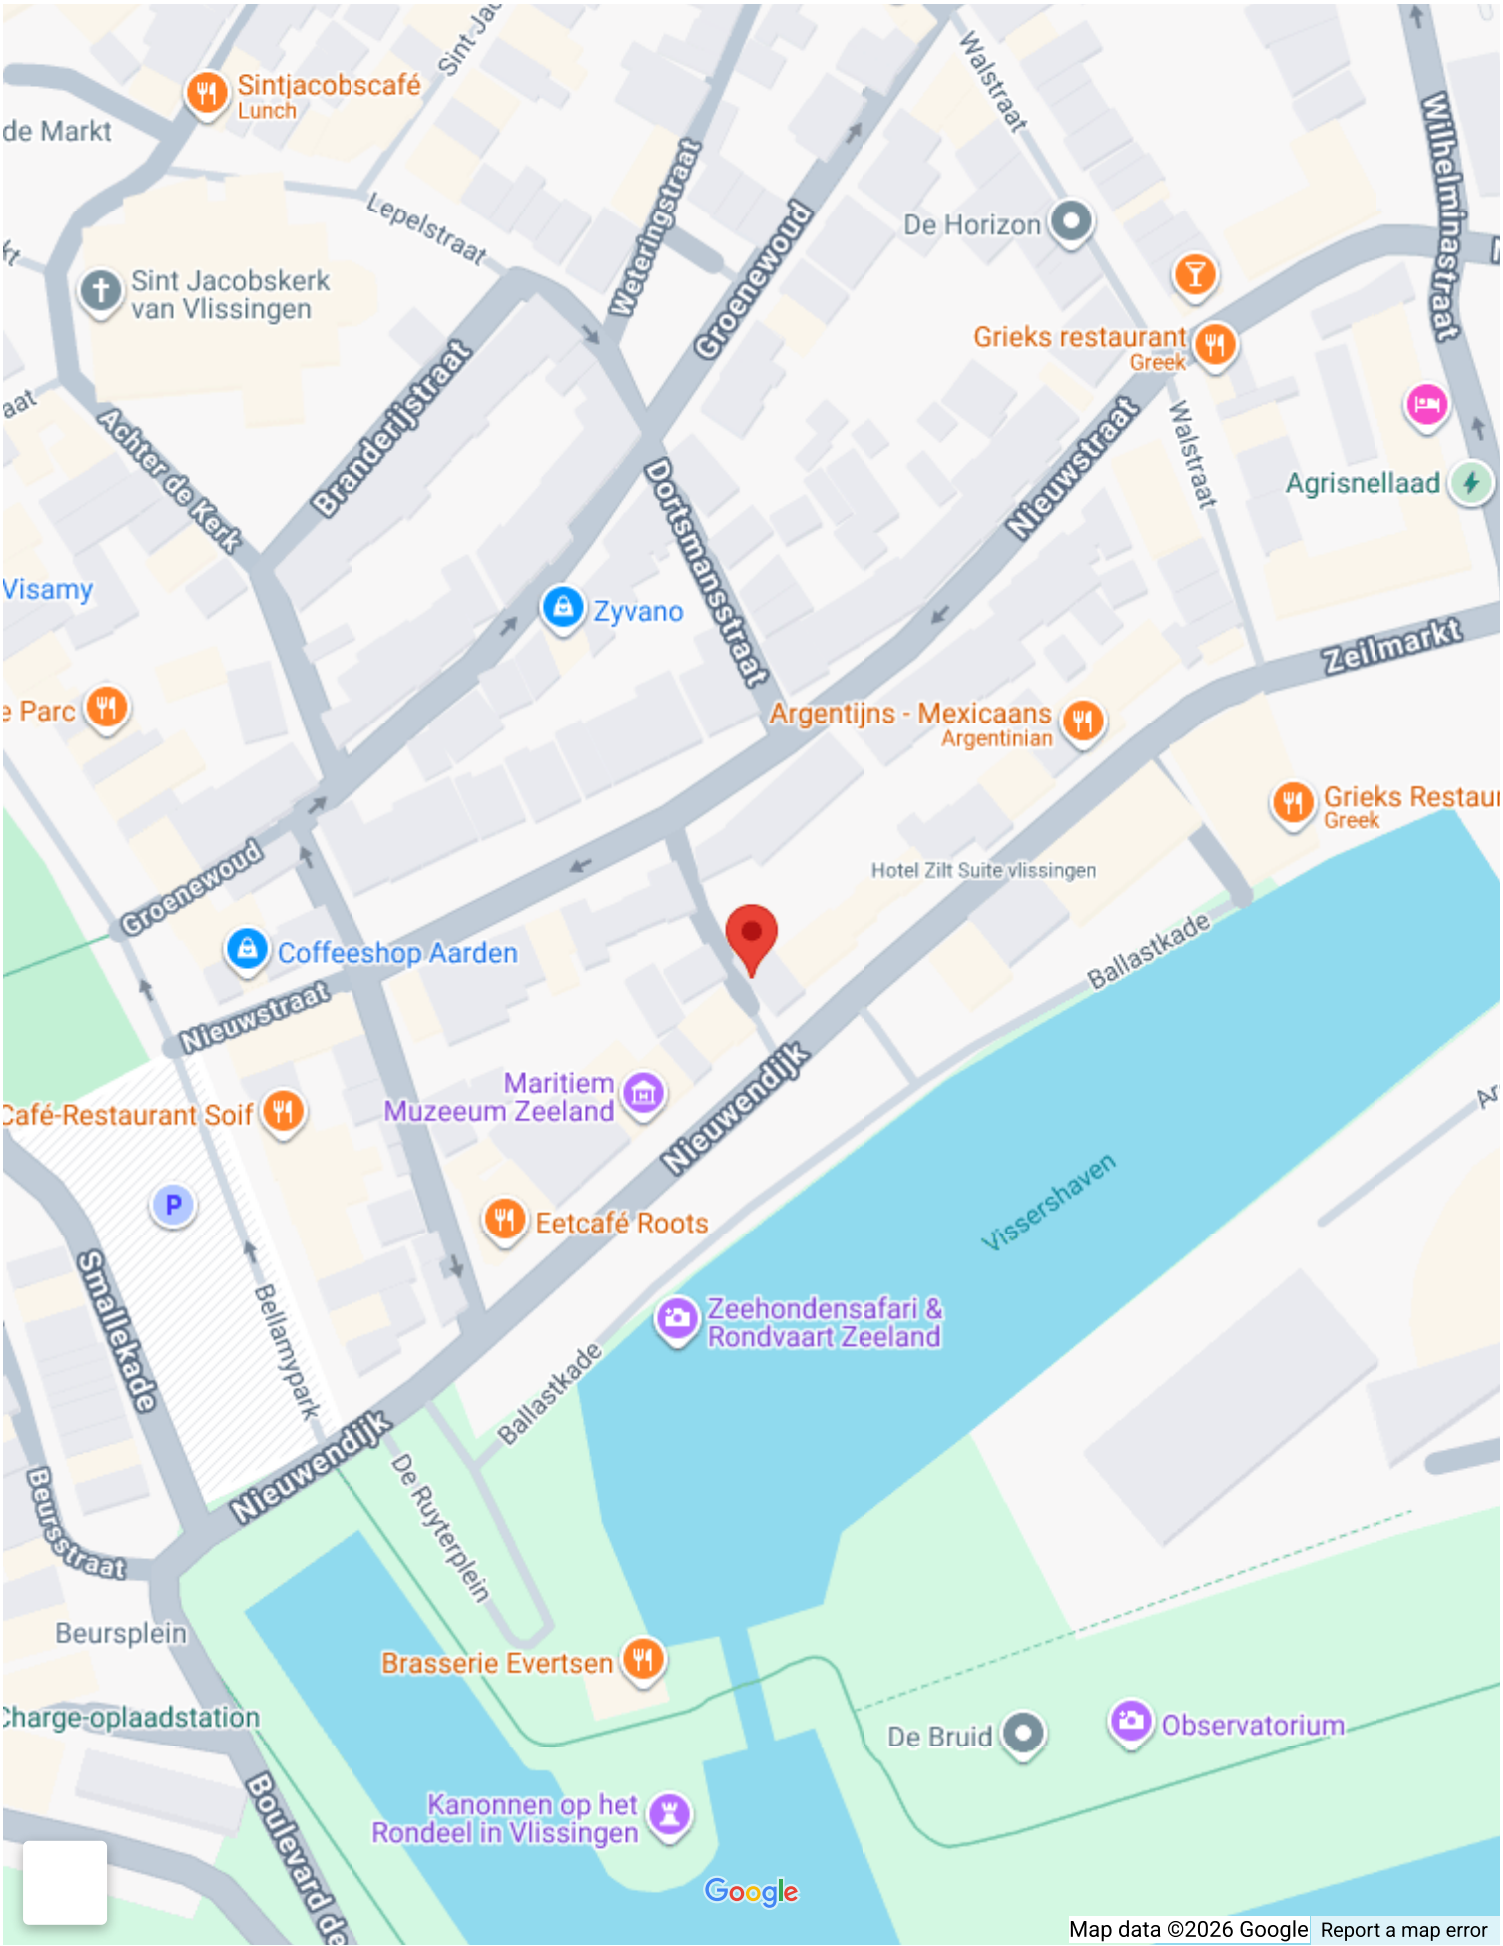 Sint-Jac
Walstraat
Sintjacobscafé
Lunch
de Markt
Wilhelminastraat
Lepelstraat
Weteringstraat
Groenewoud
De Horizon
Sint Jacobskerk
van Vlissingen
Grieks restaurant
Greek
Achter de Kerk
Branderijstraat
Nieuwstraat
Walstraat
Agrisnellaad
Dortsmansstraat
Visamy
Zyvano
Zeilmarkt
e Parc
Argentijns - Mexicaans
Argentinian
Grieks Restaur
Greek
Groenewoud
Hotel Zilt Suite vlissingen
Coffeeshop Aarden
Ballastkade
Nieuwstraat
Maritiem
Muzeeum Zeeland
Nieuwendijk
Café-Restaurant Soif
P
Vissershaven
Eetcafé Roots
Smallekade
Bellamypark
Zeehondensafari &
Rondvaart Zeeland
Ballastkade
Nieuwendijk
De Ruyterplein
Beursstraat
Beursplein
Brasserie Evertsen
Charge-oplaadstation
De Bruid
Observatorium
Boulevard de
Kanonnen op het
Rondeel in Vlissingen
Google
Map data ©2026 Google
Report a map error